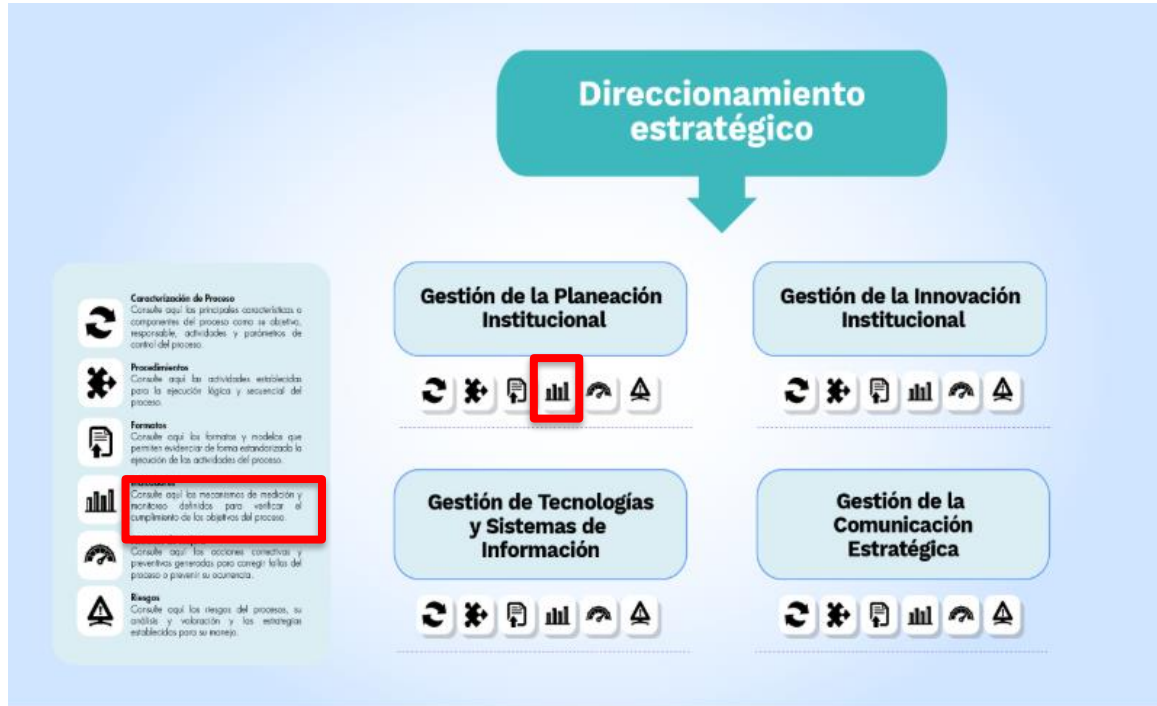 Direccionamiento
estratégico
Gestión de la Planeación
Institucional
Gestión de la Innovación
Institucional
Gestión de Tecnologías
y Sistemas de
Información
Gestión de la
Comunicación
Estratégica
Caracterización de Proceso
Consulte aquí las principales características o
componentes del proceso como se objetivo,
responsable, actividades y parámetros de
control del proceso.
Procedimientos
Consulte aquí las actividades establecidas
para la ejecución lógica y secuencial del
proceso.
Formatos
Consulte aquí los formatos y modelos que
permiten evidenciar de forma estandarizada la
ejecución de las actividades del proceso.
Consulte aquí los mecanismos de medición y
monitoreo definidos para verificar el
cumplimiento de los objetivos del proceso.
Consulte aquí las acciones correctivas y
preventivas generadas para corregir fallas del
proceso o prevenir su ocurrencia.
Riesgos
Consulte aquí los riesgos del procesos, su
análisis y valoración y las estrategias
establecidas para su manejo.